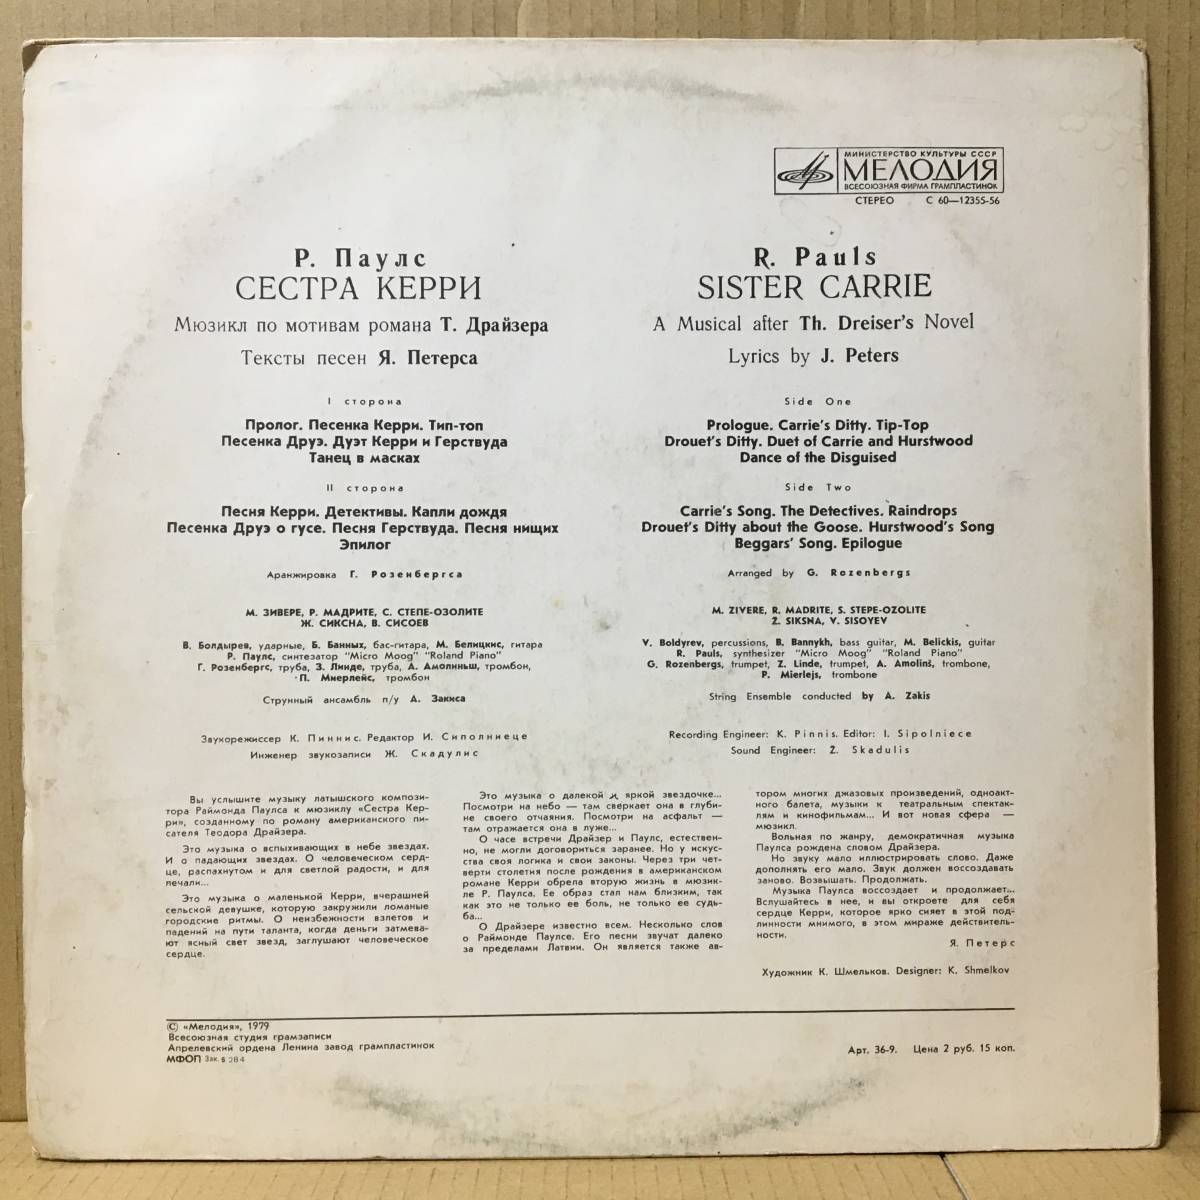 МИНИСТЕРСТВО КУЛЬТУРЫ СССР
МЕЛОДИЯ
ВСЕСОЮЗНАЯ ФИРМА ГРАМПЛАСТИНОК
СТЕРЕО С 60—12355-56
Р. Паулс
СЕСТРА КЕРРИ
Мюзикл по мотивам романа Т. Драйзера
Тексты песен Я. Петерса
I сторона
Пролог. Песенка Керри. Тип-топ
Песенка Друэ. Дуэт Керри и Герствуда
Танец в масках
II сторона
Песня Керри. Детективы. Капли дождя
Песенка Друэ о гусе. Песня Герствуда. Песня нищих
Эпилог
Аранжировка Г. Розенбергса
М. ЗИВЕРЕ, Р. МАДРИТЕ, С. СТЕПЕ-ОЗОЛИТЕ
Ж. СИКСНА, В. СИСОЕВ
В. Болдырев, ударные, Б. Банных, бас-гитара, М. Белицкис, гитара
Р. Паулс, синтезатор "Micro Moog" "Roland Piano"
Г. Розенбергс, труба, З. Линде, труба, А. Амолиньш, тромбон,
П. Миерлейс, тромбон
Струнный ансамбль п/у А. Закиса
Звукорежиссер К. Пиннис. Редактор И. Сиполниеце
Инженер звукозаписи Ж. Скадулис
R. Pauls
SISTER CARRIE
A Musical after Th. Dreiser's Novel
Lyrics by J. Peters
Side One
Prologue. Carrie's Ditty. Tip-Top
Drouet's Ditty. Duet of Carrie and Hurstwood
Dance of the Disguised
Side Two
Carrie's Song. The Detectives. Raindrops
Drouet's Ditty about the Goose. Hurstwood's Song
Beggars' Song. Epilogue
Arranged by G. Rozenbergs
M. ZIVERE, R. MADRITE, S. STEPE-OZOLITE
Ž. SIKSNA, V. SISOYEV
V. Boldyrev, percussions, B. Bannykh, bass guitar, M. Belickis, guitar
R. Pauls, synthesizer "Micro Moog" "Roland Piano"
G. Rozenbergs, trumpet, Z. Linde, trumpet, A. Amolinš, trombone,
P. Mierlejs, trombone
String Ensemble conducted by A. Zakis
Recording Engineer: K. Pinnis. Editor: I. Sipolniece
Sound Engineer: Ž. Skadulis
Вы услышите музыку латышского компози-
тора Раймонда Паулса к мюзиклу «Сестра Кер-
ри», созданному по роману американского пи-
сателя Теодора Драйзера.
Это музыка о вспыхивающих в небе звездах.
И о падающих звездах. О человеческом серд-
це, распахнутом и для светлой радости, и для
печали...
Это музыка о маленькой Керри, вчерашней
сельской девушке, которую закружили ломаные
городские ритмы. О неизбежности взлетов и
падений на пути таланта, когда деньги затмева-
ют ясный свет звезд, заглушают человеческое
сердце.
Это музыка о далекой и яркой звездочке...
Посмотри на небо — там сверкает она в глуби-
не своего отчаяния. Посмотри на асфальт —
там отражается она в луже...
О часе встречи Драйзер и Паулс, естествен-
но, не могли договориться заранее. Но у искус-
ства своя логика и свои законы. Через три чет-
верти столетия после рождения в американском
романе Керри обрела вторую жизнь в мюзик-
ле Р. Паулса. Ее образ стал нам близким, так
как это не только ее боль, не только ее судь-
ба...
О Драйзере известно всем. Несколько слов
о Раймонде Паулсе. Его песни звучат далеко
за пределами Латвии. Он является также ав-
тором многих джазовых произведений, одноакт-
ного балета, музыки к театральным спектак-
лям и кинофильмам... И вот новая сфера —
мюзикл.
Вольная по жанру, демократичная музыка
Паулса рождена словом Драйзера.
Но звуку мало иллюстрировать слово. Даже
дополнять его мало. Звук должен воссоздавать
заново. Возвышать. Продолжать.
Музыка Паулса воссоздает и продолжает...
Вслушайтесь в нее, и вы откроете для себя
сердце Керри, которое ярко сияет в этой под-
линности мнимого, в этом мираже действитель-
ности.
Я. Петерс
Художник К. Шмельков. Designer: K. Shmelkov
© «Мелодия», 1979
Всесоюзная студия грамзаписи
Апрелевский ордена Ленина завод грампластинок
МФОП Зак. 6 284
Арт. 36-9. Цена 2 руб. 15 коп.